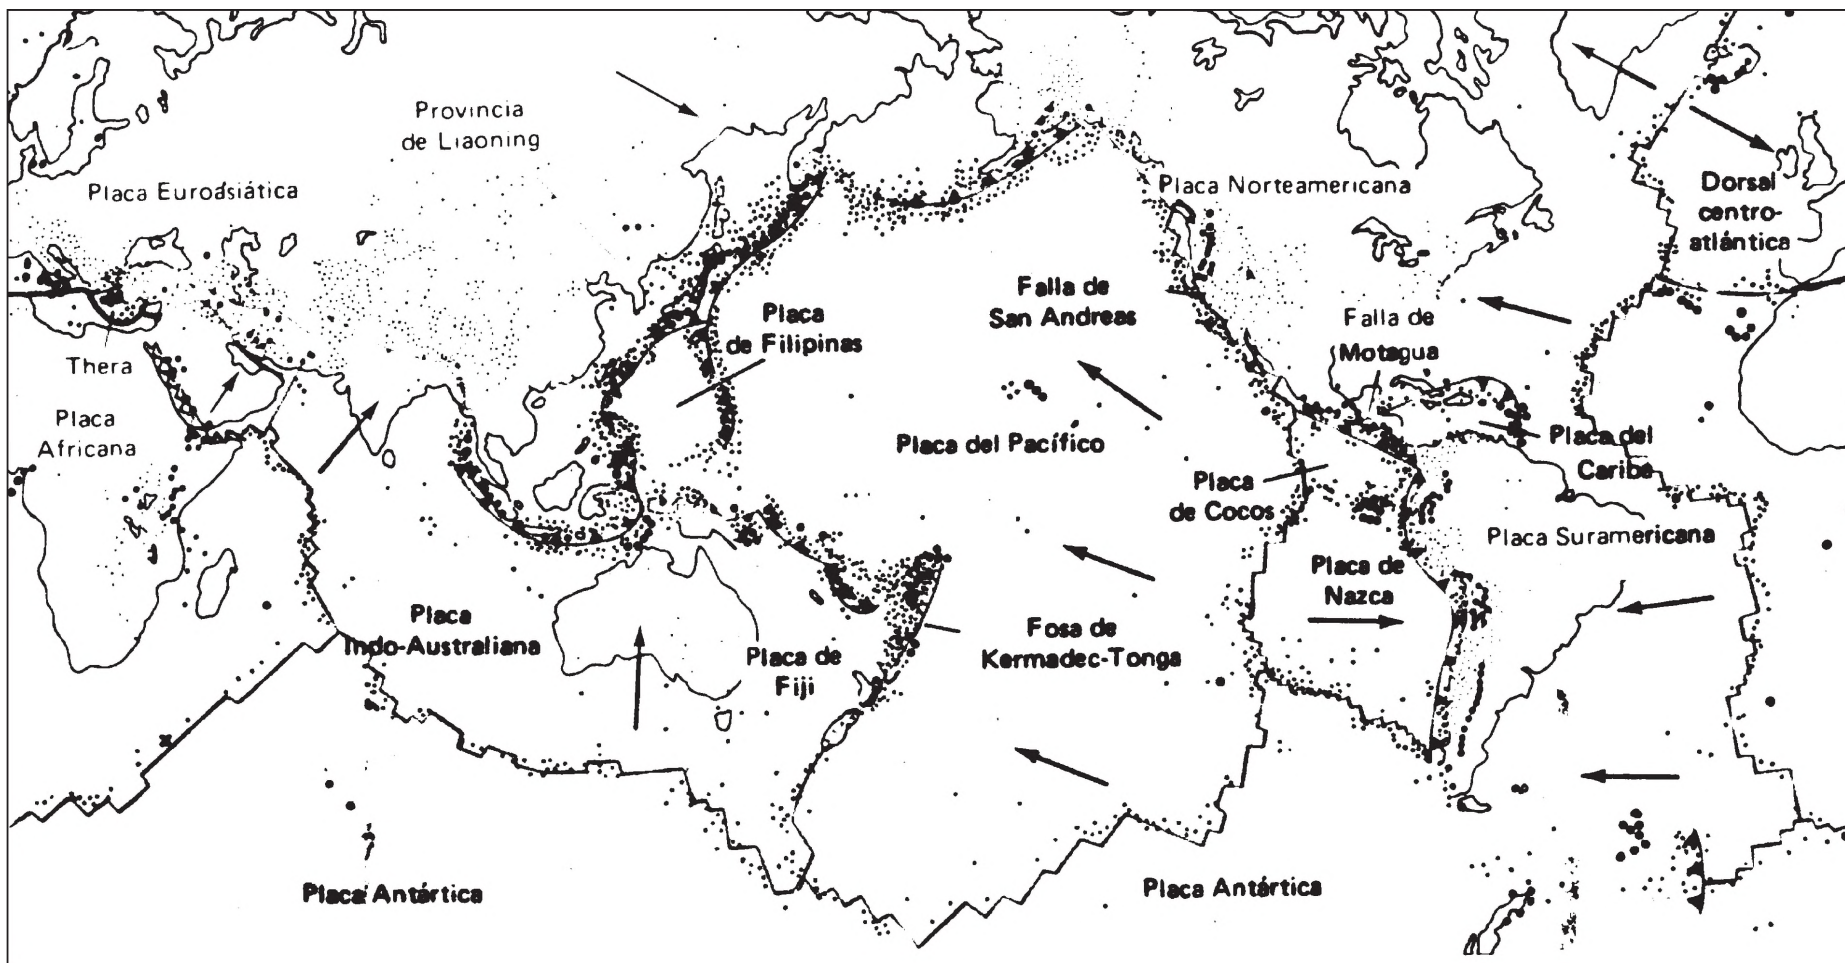 Provincia
de Liaoning
Placa Euroasiática
Placa Norteamericana
Dorsal
centro-
atlántica
Falla de
San Andreas
Placa
de Filipinas
Falla de
Motagua
Thera
Placa
Africana
Placa del Pacífico
Placa del
Caribe
Placa
de Cocos
Placa Suramericana
Placa de
Nazca
Placa
Indo-Australiana
Placa de
Fiji
Fosa de
Kermadec-Tonga
Placa Antártica
Placa Antártica